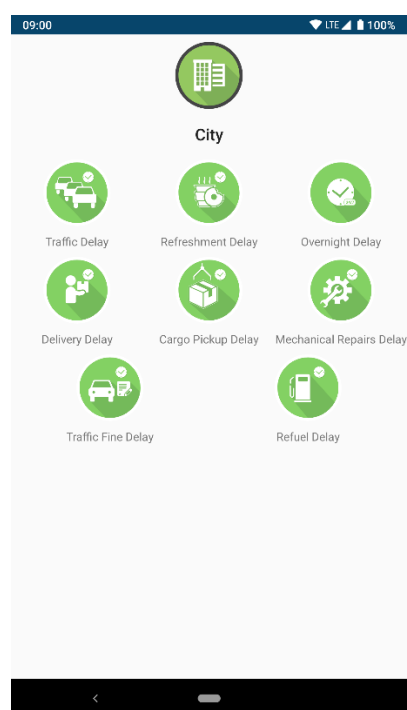 09:00 LTE 100%
City
Traffic Delay Refreshment Delay Overnight Delay
Delivery Delay Cargo Pickup Delay Mechanical Repairs Delay
Traffic Fine Delay Refuel Delay